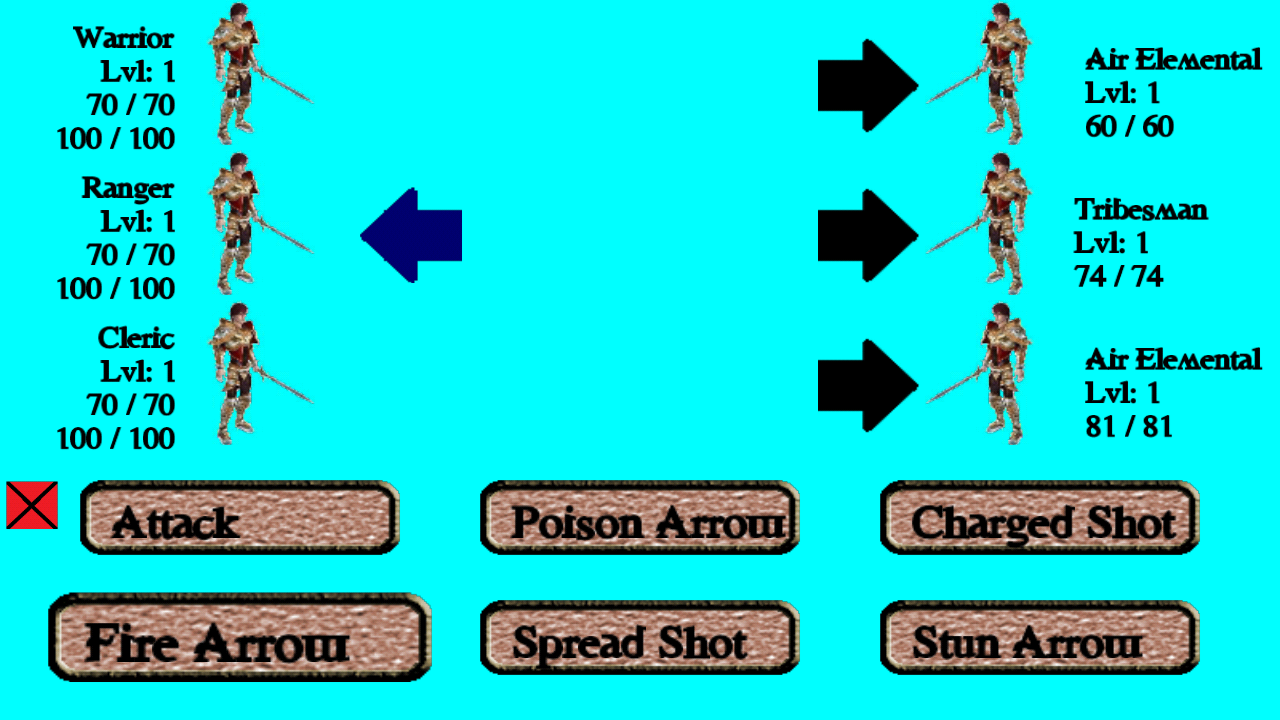 Warrior
Lvl: 1
70 / 70
100 / 100
Air Elemental
Lvl: 1
60 / 60
Ranger
Lvl: 1
70 / 70
100 / 100
Tribesman
Lvl: 1
74 / 74
Cleric
Lvl: 1
70 / 70
100 / 100
Air Elemental
Lvl: 1
81 / 81
Attack
Poison Arrow
Charged Shot
Fire Arrow
Spread Shot
Stun Arrow